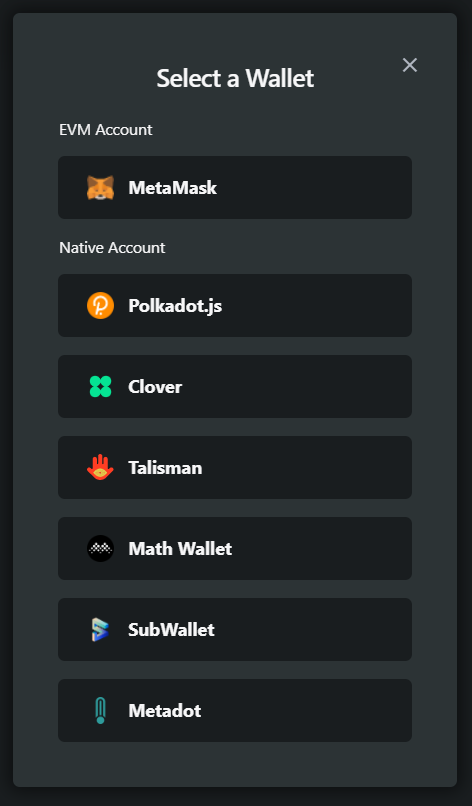 Select a Wallet
EVM Account
MetaMask
Native Account
Polkadot.js
Clover
Talisman
Math Wallet
SubWallet
Metadot